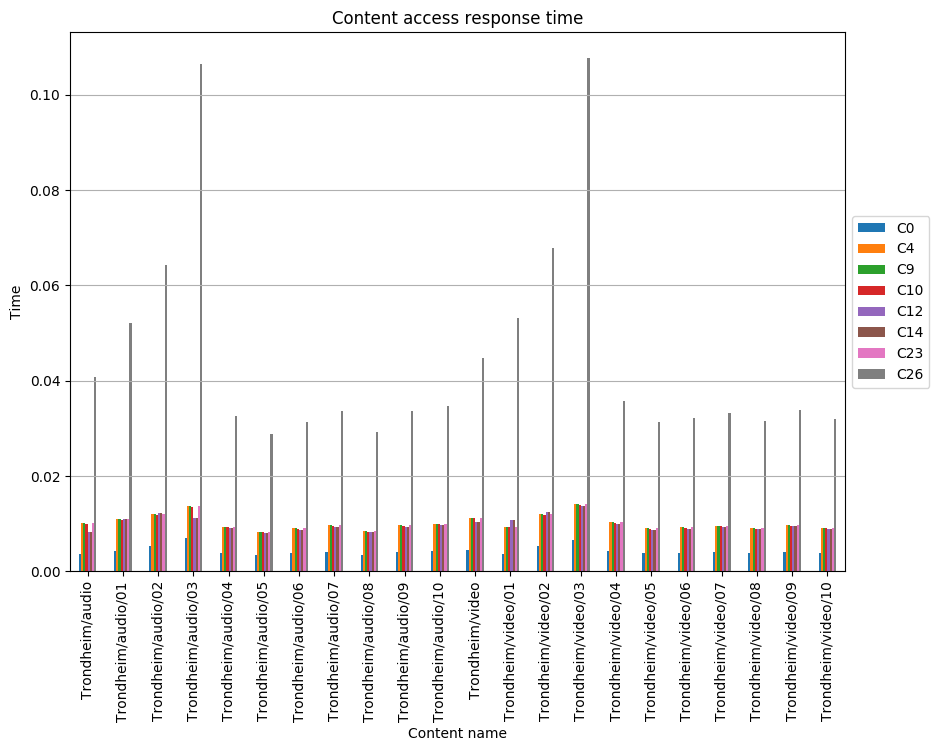 Content access response time
Time
0.10
0.08
0.06
0.04
0.02
0.00
C0
C4
C9
C10
C12
C14
C23
C26
Trondheim/audio
Trondheim/audio/01
Trondheim/audio/02
Trondheim/audio/03
Trondheim/audio/04
Trondheim/audio/05
Trondheim/audio/06
Trondheim/audio/07
Trondheim/audio/08
Trondheim/audio/09
Trondheim/audio/10
Trondheim/video
Trondheim/video/01
Trondheim/video/02
Trondheim/video/03
Trondheim/video/04
Trondheim/video/05
Trondheim/video/06
Trondheim/video/07
Trondheim/video/08
Trondheim/video/09
Trondheim/video/10
Content name